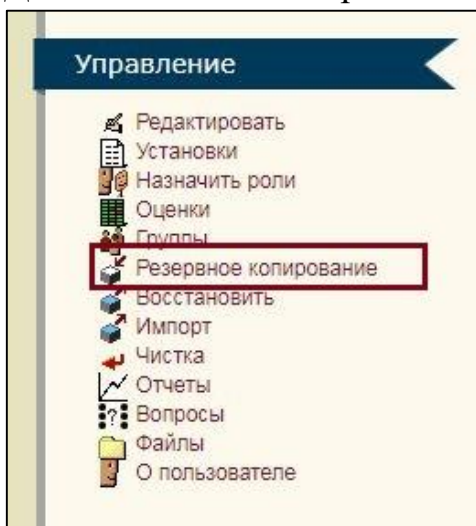 Управление
Редактировать
Установки
Назначить роли
Оценки
Группы
Резервное копирование
Восстановить
Импорт
Чистка
Отчеты
Вопросы
Файлы
О пользователе